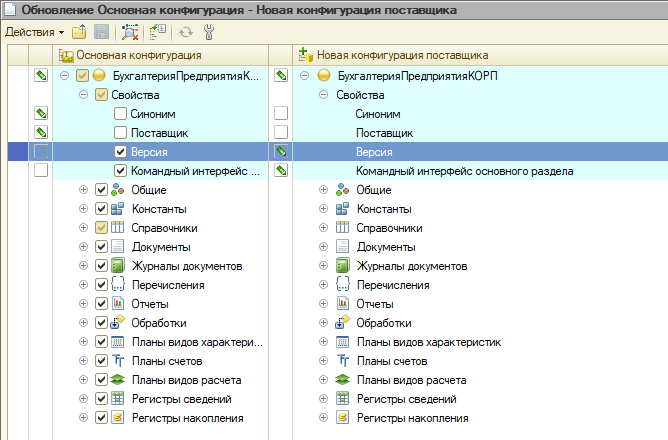 Обновление Основная конфигурация - Новая конфигурация поставщика
Действия
Основная конфигурация Новая конфигурация поставщика
БухгалтерияПредприятияК... БухгалтерияПредприятияКОРП
Свойства Свойства
Синоним Синоним
Поставщик Поставщик
Версия Версия
Командный интерфейс ... Командный интерфейс основного раздела
Общие Общие
Константы Константы
Справочники Справочники
Документы Документы
Журналы документов Журналы документов
Перечисления Перечисления
Отчеты Отчеты
Обработки Обработки
Планы видов характери... Планы видов характеристик
Планы счетов Планы счетов
Планы видов расчета Планы видов расчета
Регистры сведений Регистры сведений
Регистры накопления Регистры накопления